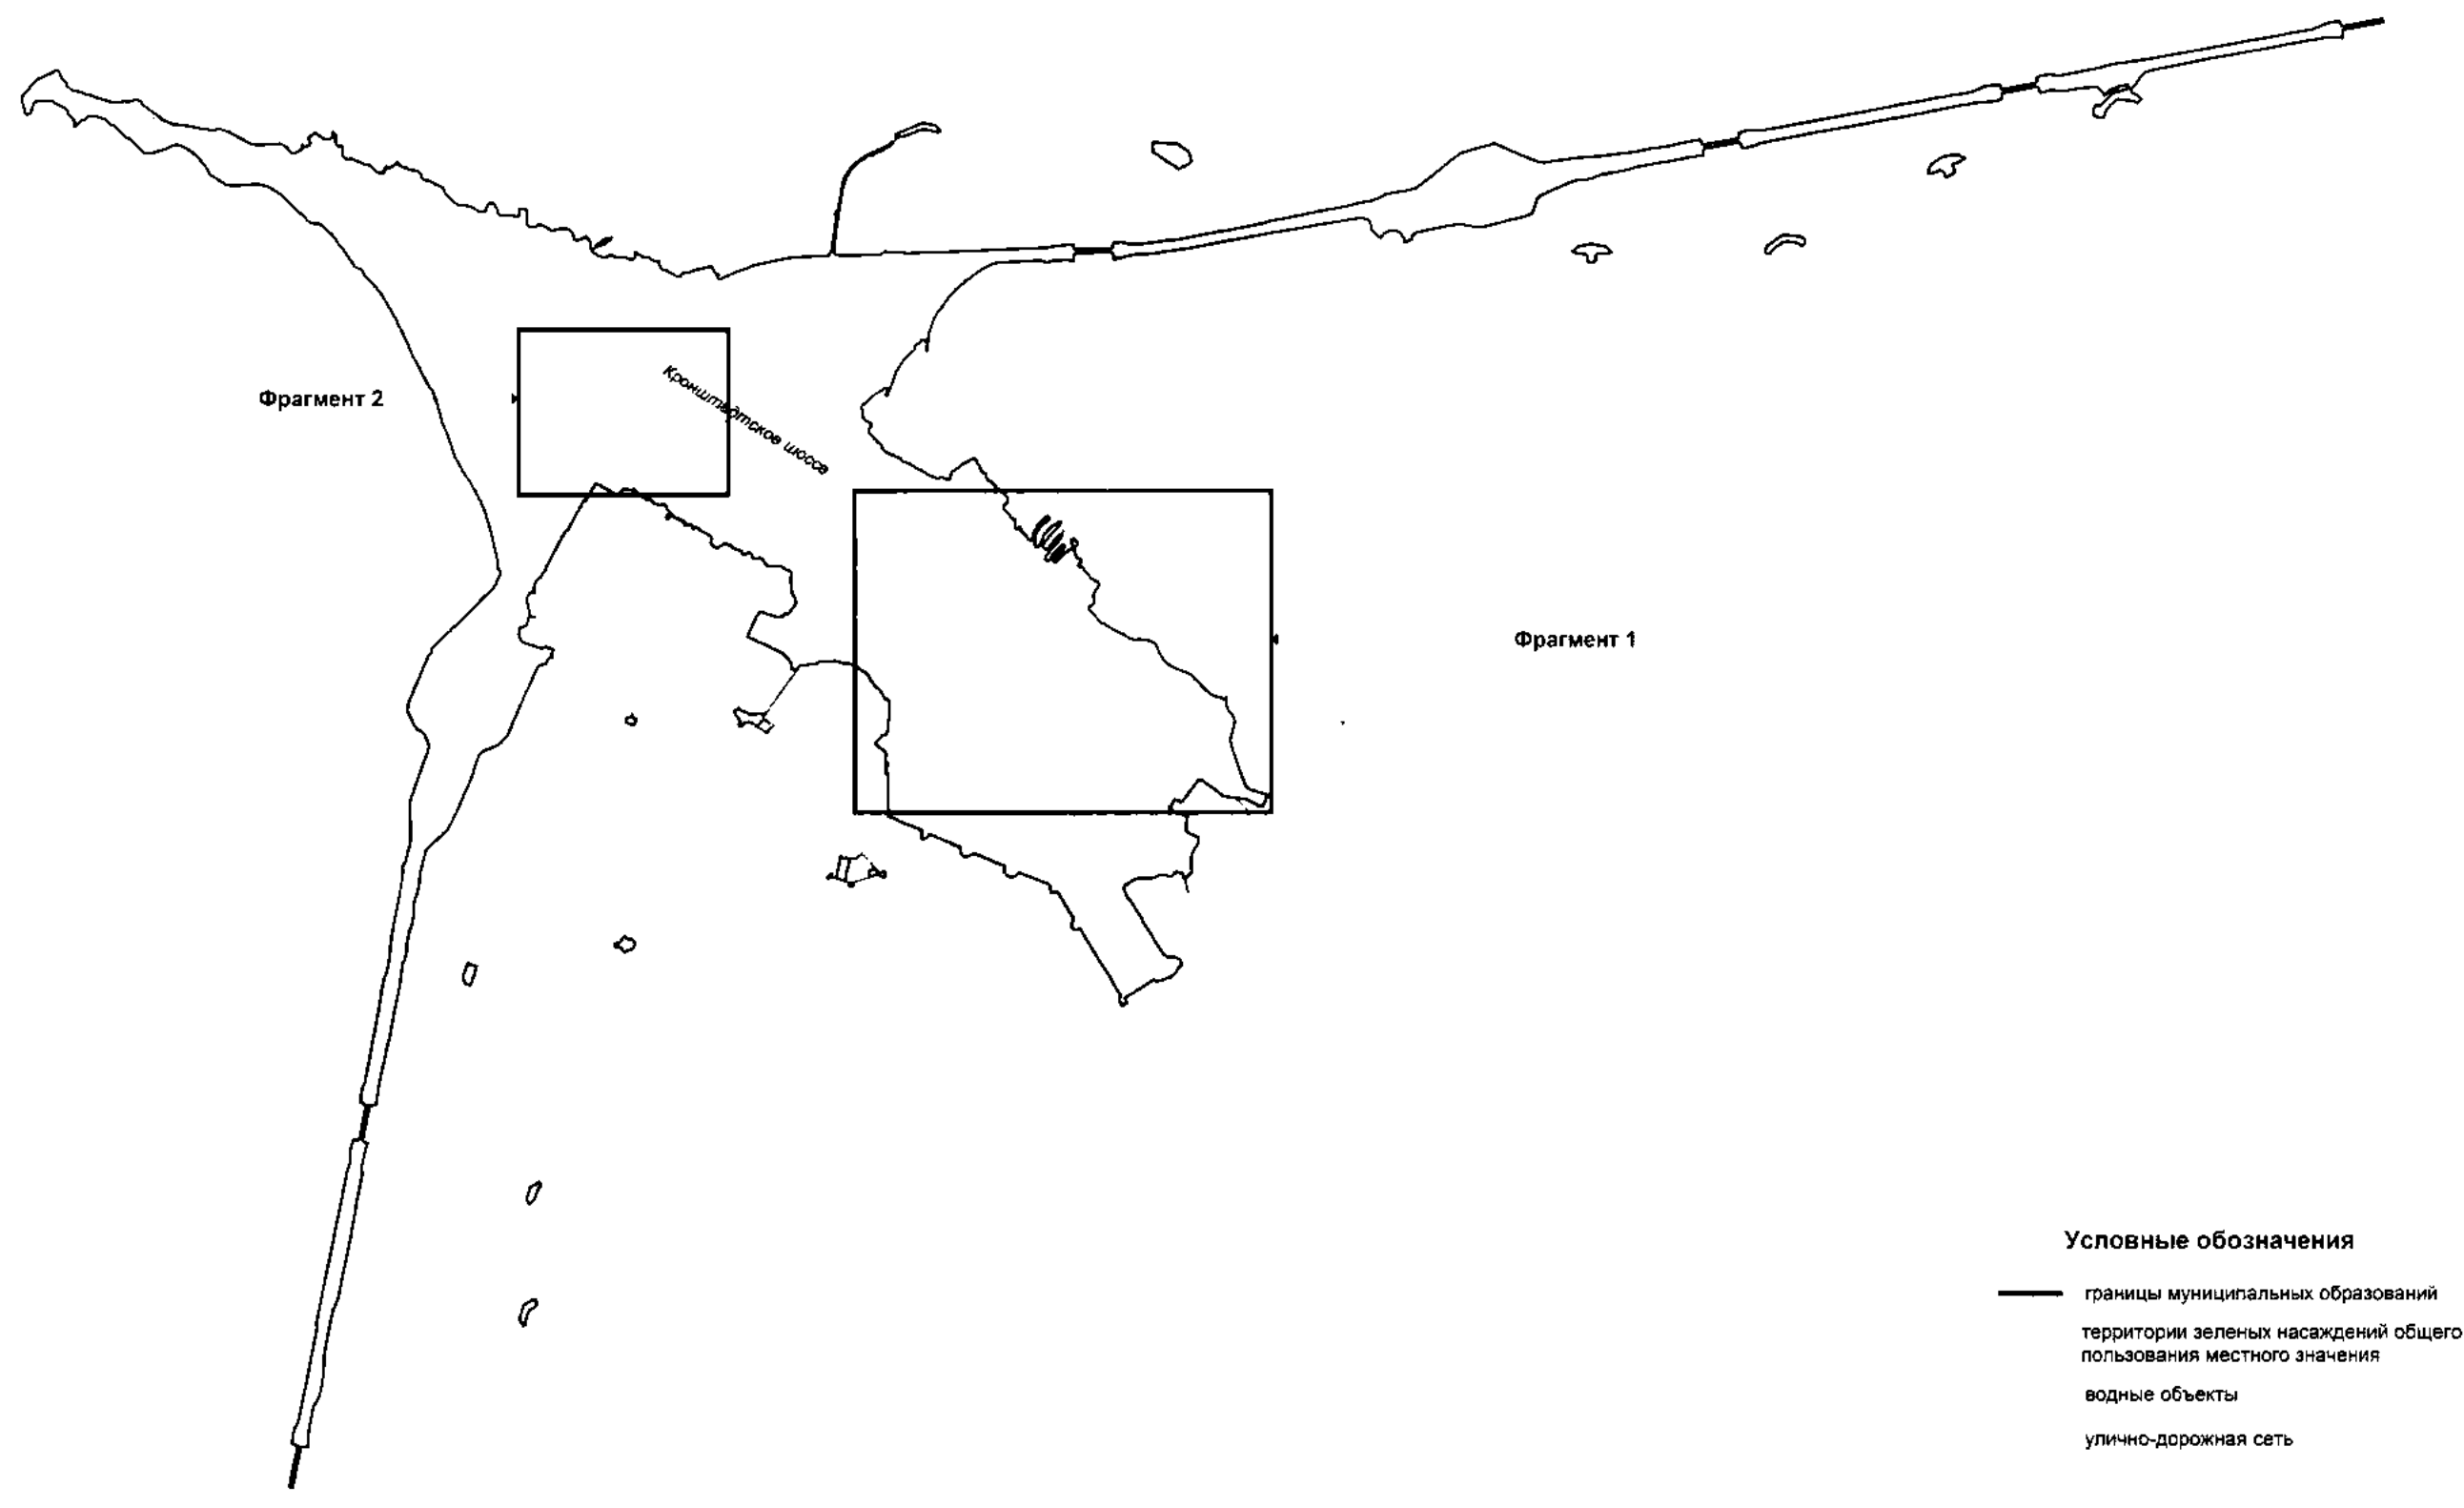 Фрагмент 2
Кронштадтское шоссе
Фрагмент 1
Условные обозначения
границы муниципальных образований
территории зеленых насаждений общего
пользования местного значения
водные объекты
улично-дорожная сеть